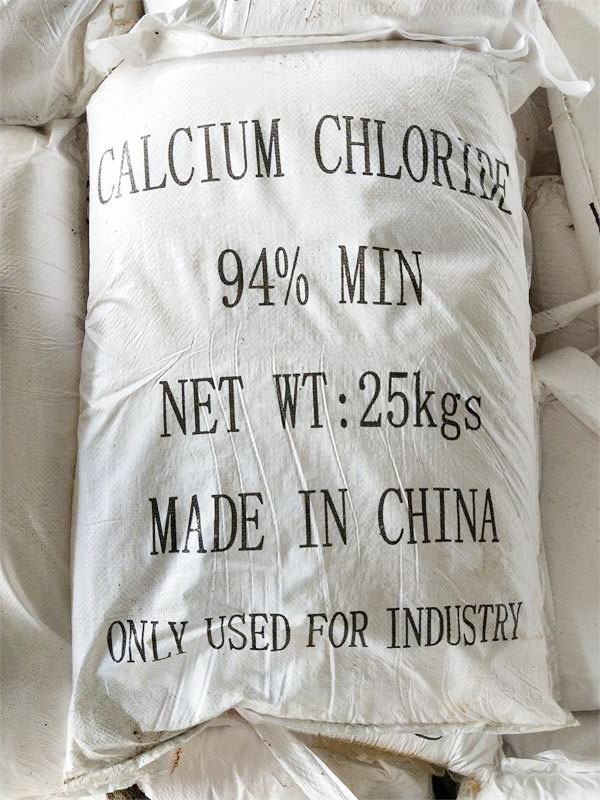 CALCIUM CHLORIDE
94% MIN
NET WT:25kgs
MADE IN CHINA
ONLY USED FOR INDUSTRY